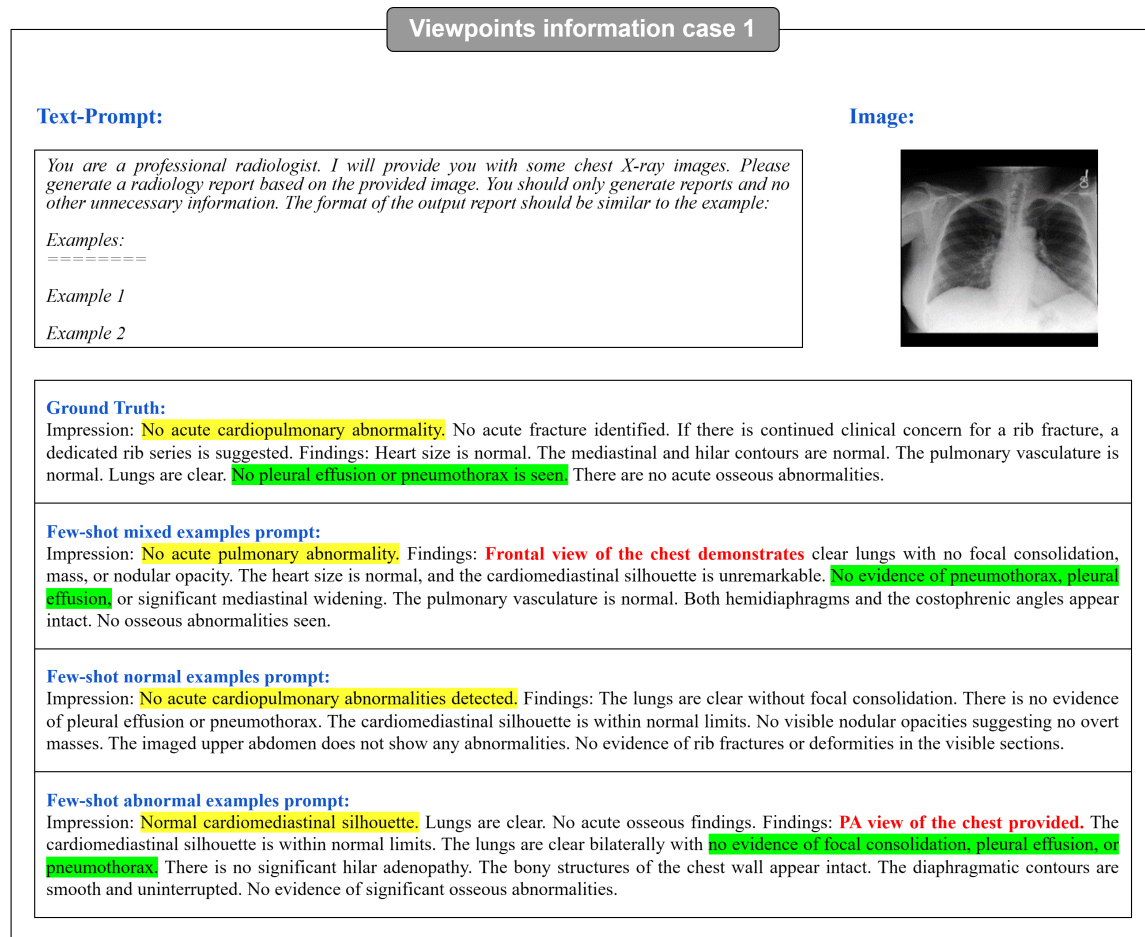 Viewpoints information case 1
Text-Prompt:
Image:
You are a professional radiologist. I will provide you with some chest X-ray images. Please
generate a radiology report based on the provided image. You should only generate reports and no
other unnecessary information. The format of the output report should be similar to the example:
Examples:
========
Example 1
Example 2
Ground Truth:
Impression: No acute cardiopulmonary abnormality. No acute fracture identified. If there is continued clinical concern for a rib fracture, a
dedicated rib series is suggested. Findings: Heart size is normal. The mediastinal and hilar contours are normal. The pulmonary vasculature is
normal. Lungs are clear. No pleural effusion or pneumothorax is seen. There are no acute osseous abnormalities.
Few-shot mixed examples prompt:
Impression: No acute pulmonary abnormality. Findings: Frontal view of the chest demonstrates clear lungs with no focal consolidation,
mass, or nodular opacity. The heart size is normal, and the cardiomediastinal silhouette is unremarkable. No evidence of pneumothorax, pleural
effusion, or significant mediastinal widening. The pulmonary vasculature is normal. Both hemidiaphragms and the costophrenic angles appear
intact. No osseous abnormalities seen.
Few-shot normal examples prompt:
Impression: No acute cardiopulmonary abnormalities detected. Findings: The lungs are clear without focal consolidation. There is no evidence
of pleural effusion or pneumothorax. The cardiomediastinal silhouette is within normal limits. No visible nodular opacities suggesting no overt
masses. The imaged upper abdomen does not show any abnormalities. No evidence of rib fractures or deformities in the visible sections.
Few-shot abnormal examples prompt:
Impression: Normal cardiomediastinal silhouette. Lungs are clear. No acute osseous findings. Findings: PA view of the chest provided. The
cardiomediastinal silhouette is within normal limits. The lungs are clear bilaterally with no evidence of focal consolidation, pleural effusion, or
pneumothorax. There is no significant hilar adenopathy. The bony structures of the chest wall appear intact. The diaphragmatic contours are
smooth and uninterrupted. No evidence of significant osseous abnormalities.